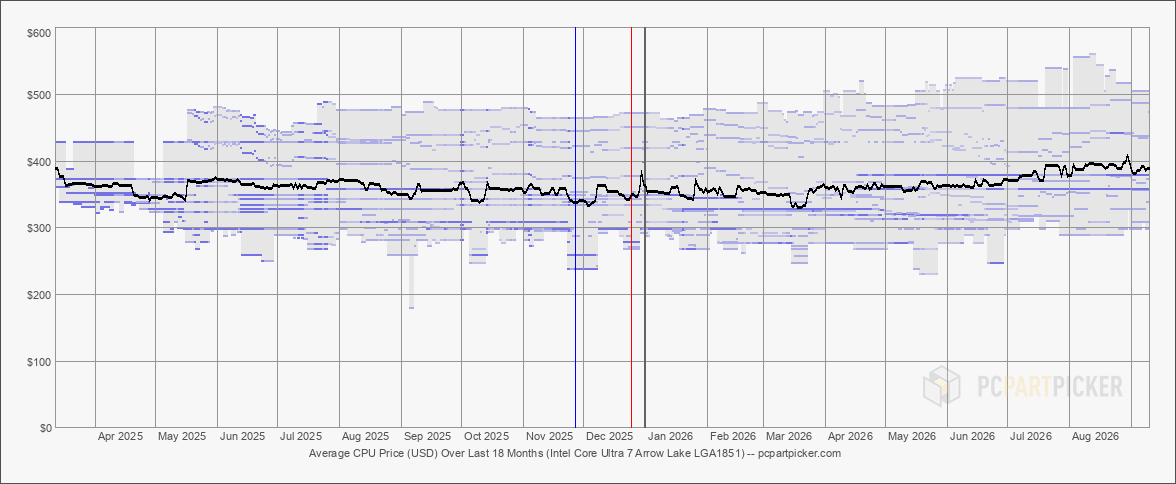 $600
$500
$400
$300
$200
$100
$0
Apr 2025 May 2025 Jun 2025 Jul 2025 Aug 2025 Sep 2025 Oct 2025 Nov 2025 Dec 2025 Jan 2026 Feb 2026 Mar 2026 Apr 2026 May 2026 Jun 2026 Jul 2026 Aug 2026
PCPARTPICKER
Average CPU Price (USD) Over Last 18 Months (Intel Core Ultra 7 Arrow Lake LGA1851) -- pcpartpicker.com